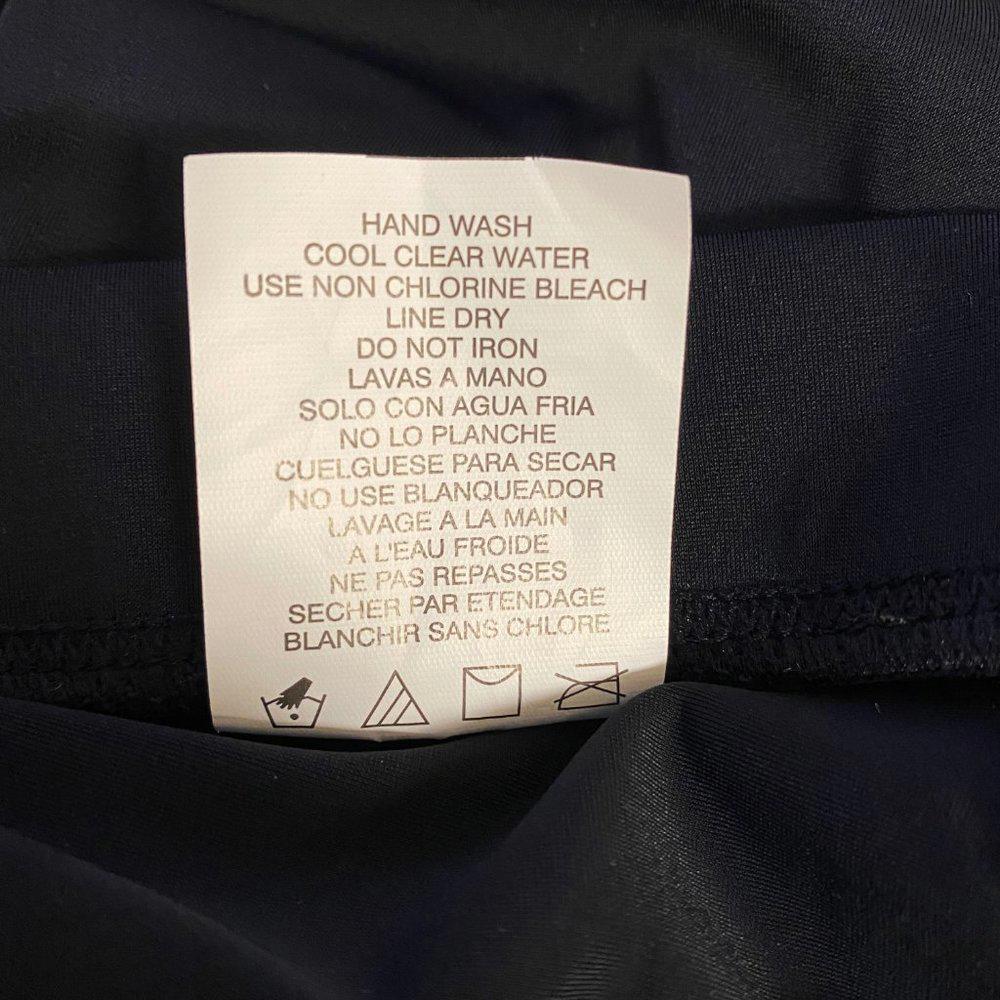 HAND WASH
COOL CLEAR WATER
USE NON CHLORINE BLEACH
LINE DRY
DO NOT IRON
LAVAS A MANO
SOLO CON AGUA FRIA
NO LO PLANCHE
CUELGUESE PARA SECAR
NO USE BLANQUEADOR
LAVAGE A LA MAIN
A L'EAU FROIDE
NE PAS REPASSES
SECHER PAR ETENDAGE
BLANCHIR SANS CHLORE